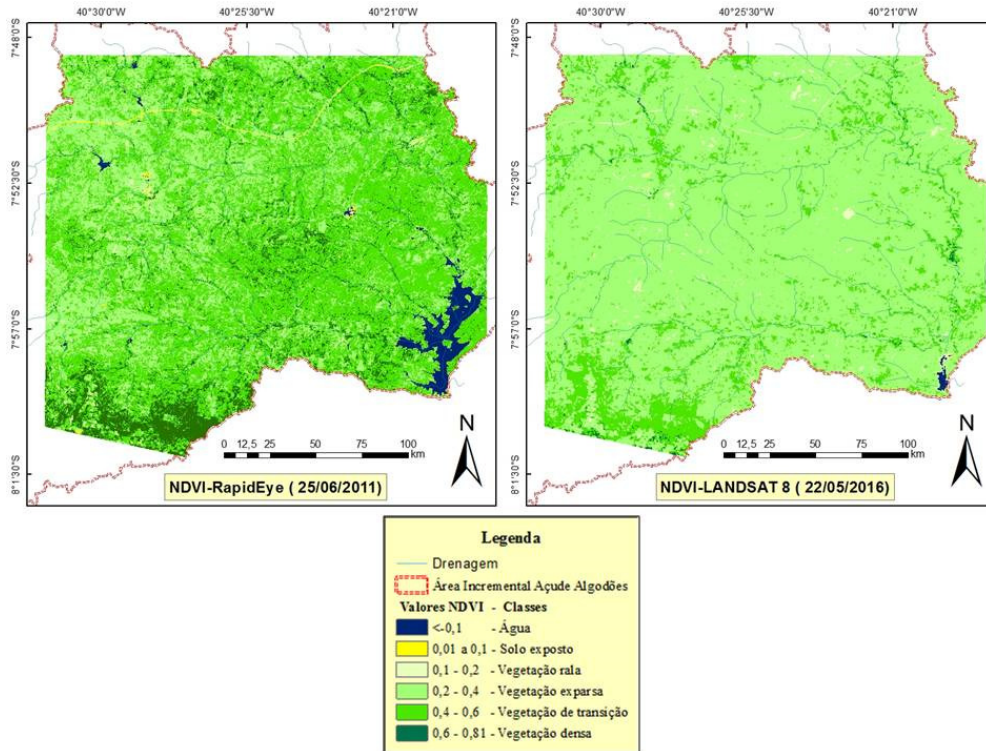 40°30'0"W 40°25'30"W 40°21'0"W
40°30'0"W 40°25'30"W 40°21'0"W
7°48'0"S
7°52'30"S
7°57'0"S
8°1'30"S
7°48'0"S
7°52'30"S
7°57'0"S
8°1'30"S
N
0 12,5 25 50 75 100
km
NDVI-RapidEye ( 25/06/2011)
N
0 12,5 25 50 75 100
km
NDVI-LANDSAT 8 ( 22/05/2016)
Legenda
Drenagem
Área Incremental Açude Algodões
Valores NDVI - Classes
<-0,1 - Água
0,01 a 0,1 - Solo exposto
0,1 - 0,2 - Vegetação rala
0,2 - 0,4 - Vegetação exparsa
0,4 - 0,6 - Vegetação de transição
0,6 - 0,81 - Vegetação densa